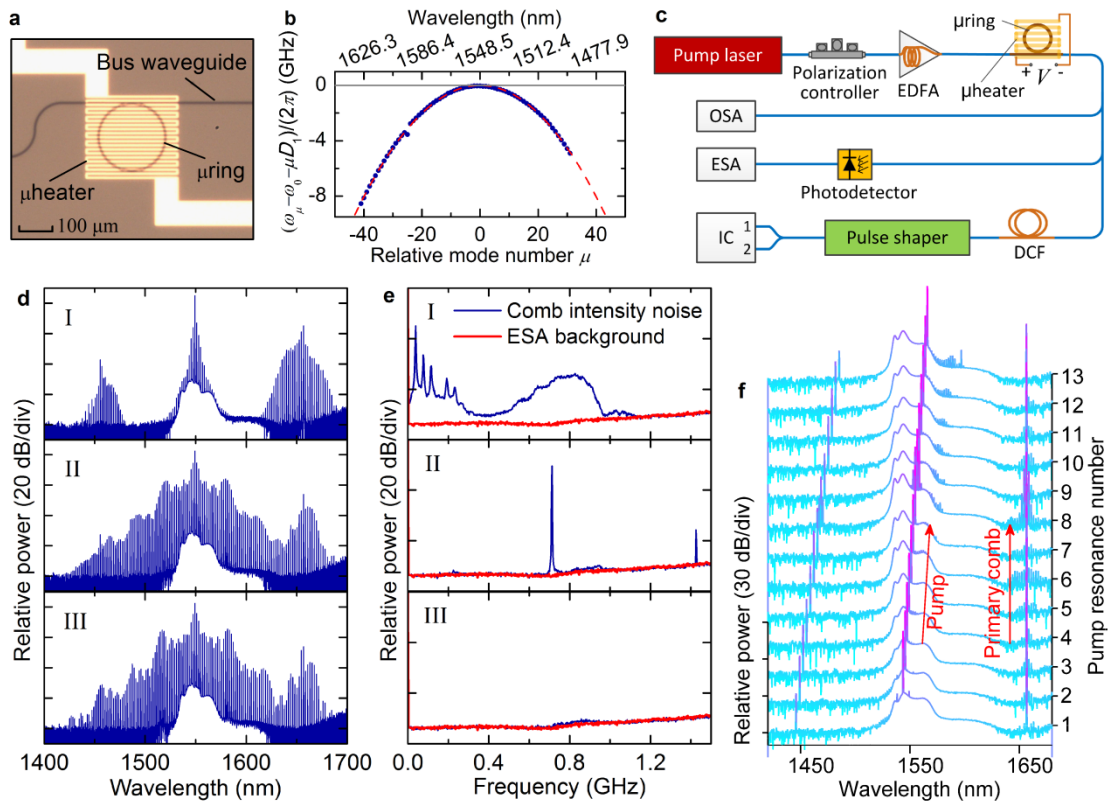 a
Bus waveguide
μheater
μring
100 μm
b
Wavelength (nm)
1626.3 1586.4 1548.5 1512.4 1477.9
(ω_μ-ω_0-μD_1)/(2π) (GHz)
0
-4
-8
-40 -20 0 20 40
Relative mode number μ
c
Pump laser
Polarization
controller
EDFA
μring
μheater
+ V -
OSA
ESA
Photodetector
IC
1
2
Pulse shaper
DCF
d
I
II
III
Relative power (20 dB/div)
1400 1500 1600 1700
Wavelength (nm)
e
I
Comb intensity noise
ESA background
II
III
Relative power (20 dB/div)
0.0 0.4 0.8 1.2
Frequency (GHz)
f
Relative power (30 dB/div)
Pump
Primary comb
13
12
11
10
9
8
7
6
5
4
3
2
1
Pump resonance number
1450 1550 1650
Wavelength (nm)